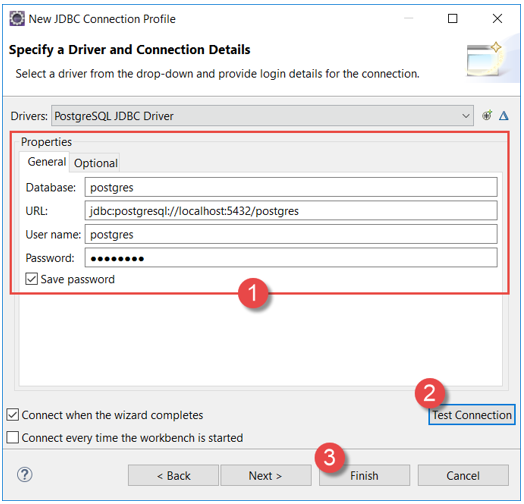 New JDBC Connection Profile
Specify a Driver and Connection Details
Select a driver from the drop-down and provide login details for the connection.
Drivers: PostgreSQL JDBC Driver
Properties
General Optional
Database: postgres
URL: jdbc:postgresql://localhost:5432/postgres
User name: postgres
Password: ●●●●●●●●
Save password
1
2
Connect when the wizard completes Test Connection
Connect every time the workbench is started
3
? < Back Next > Finish Cancel